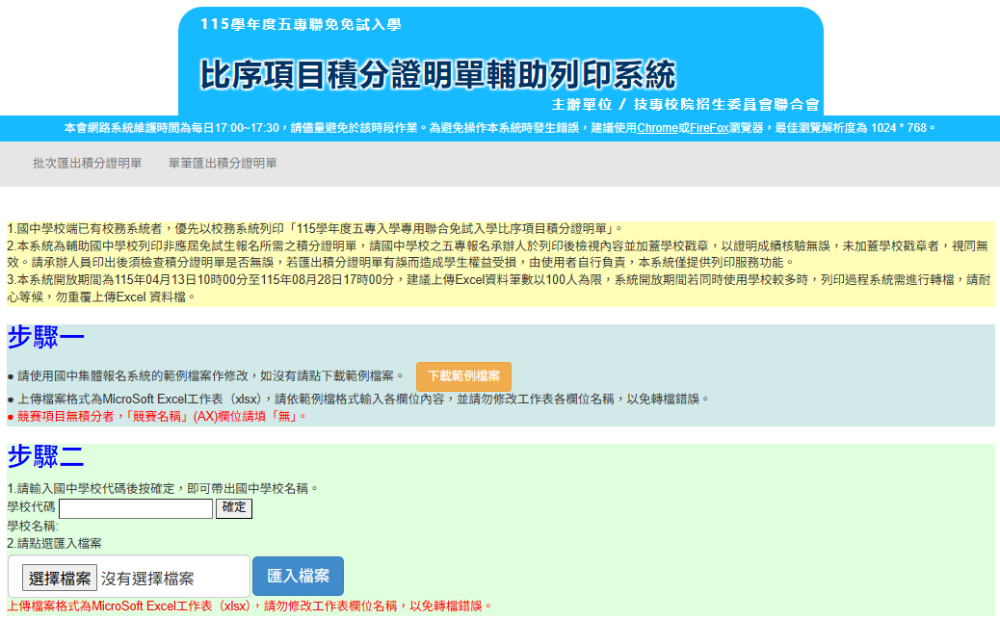 115學年度五專聯免免試入學
比序項目積分證明單輔助列印系統
主辦單位 / 技專校院招生委員會聯合會
本會網路系統維護時間為每日17:00~17:30，請儘量避免於該時段作業。為避免操作本系統時發生錯誤，建議使用Chrome或FireFox瀏覽器，最佳瀏覽解析度為 1024 * 768。
批次匯出積分證明單 單筆匯出積分證明單
1.國中學校端已有校務系統者，優先以校務系統列印「115學年度五專入學專用聯合免試入學比序項目積分證明單」。
2.本系統為輔助國中學校列印非應屆免試生報名所需之積分證明單，請國中學校之五專報名承辦人於列印後檢視內容並加蓋學校戳章，以證明成績核驗無誤，未加蓋學校戳章者，視同無
效。請承辦人員印出後須檢查積分證明單是否無誤，若匯出積分證明單有誤而造成學生權益受損，由使用者自行負責，本系統僅提供列印服務功能。
3.本系統開放期間為115年04月13日10時00分至115年08月28日17時00分，建議上傳Excel資料筆數以100人為限，系統開放期間若同時使用學校較多時，列印過程系統需進行轉檔，請耐
心等候，勿重覆上傳Excel 資料檔。
步驟一
● 請使用國中集體報名系統的範例檔案作修改，如沒有請點下載範例檔案。 下載範例檔案
● 上傳檔案格式為MicroSoft Excel工作表（xlsx），請依範例檔格式輸入各欄位內容，並請勿修改工作表各欄位名稱，以免轉檔錯誤。
● 競賽項目無積分者，「競賽名稱」(AX)欄位請填「無」。
步驟二
1.請輸入國中學校代碼後按確定，即可帶出國中學校名稱。
學校代碼 確定
學校名稱:
2.請點選匯入檔案
選擇檔案 沒有選擇檔案 匯入檔案
上傳檔案格式為MicroSoft Excel工作表（xlsx），請勿修改工作表欄位名稱，以免轉檔錯誤。